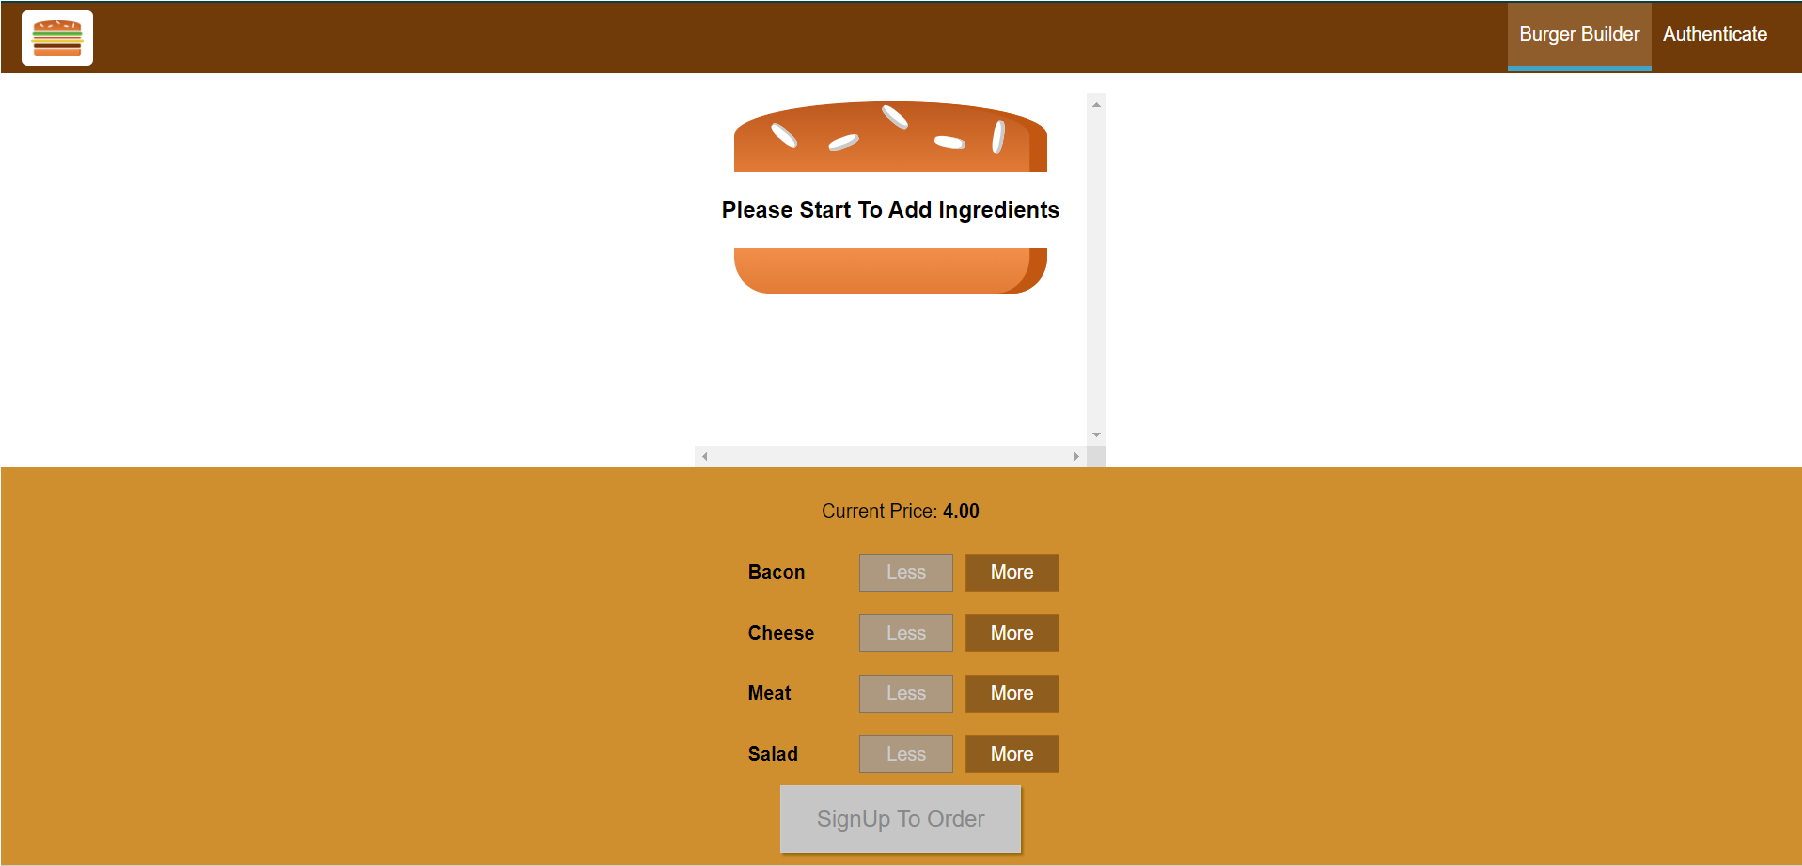 Burger Builder Authenticate
Please Start To Add Ingredients
Current Price: 4.00
Bacon Less More
Cheese Less More
Meat Less More
Salad Less More
SignUp To Order